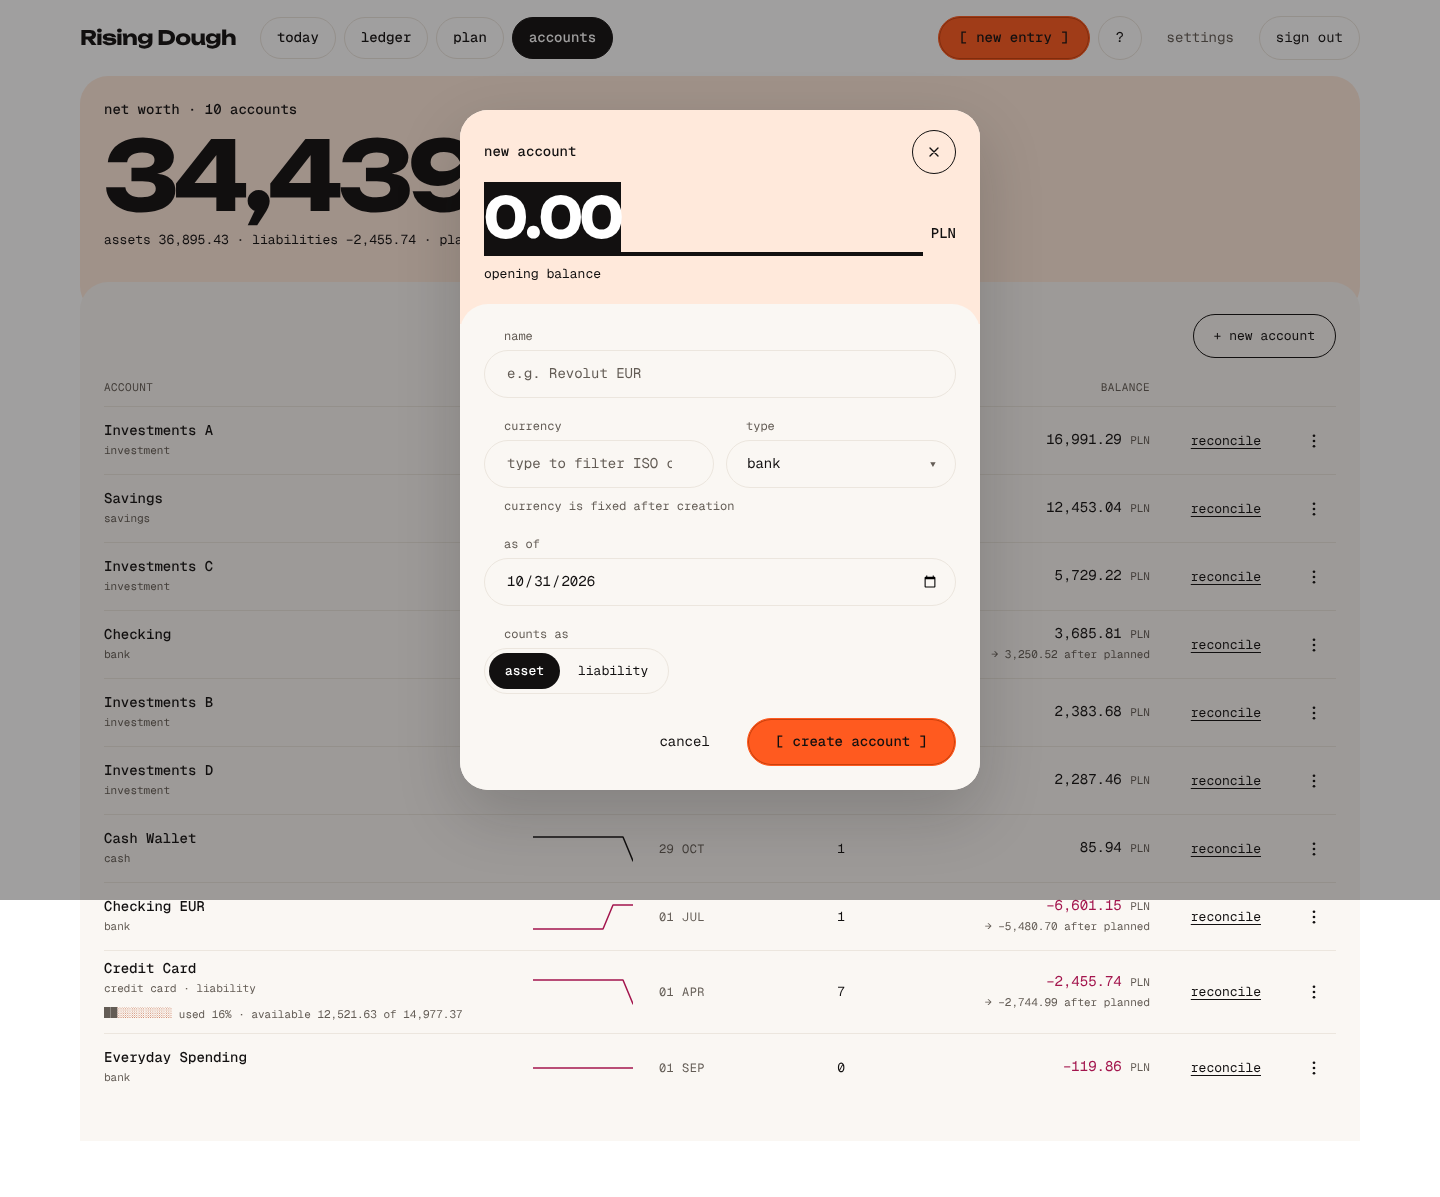 Rising Dough
today
ledger
plan
accounts
[ new entry ]
?
settings
sign out
net worth · 10 accounts
34,439
assets 36,895.43 · liabilities −2,455.74 · pla
new account
0.00 PLN
opening balance
name
e.g. Revolut EUR
currency
type
type to filter ISO c
bank
currency is fixed after creation
as of
10/31/2026
counts as
asset
liability
cancel
[ create account ]
+ new account
ACCOUNT
BALANCE
Investments A
investment
16,991.29 PLN
reconcile
Savings
savings
12,453.04 PLN
reconcile
Investments C
investment
5,729.22 PLN
reconcile
Checking
bank
3,685.81 PLN
→ 3,250.52 after planned
reconcile
Investments B
investment
2,383.68 PLN
reconcile
Investments D
investment
2,287.46 PLN
reconcile
Cash Wallet
cash
29 OCT
1
85.94 PLN
reconcile
Checking EUR
bank
01 JUL
1
−6,601.15 PLN
→ −5,480.70 after planned
reconcile
Credit Card
credit card · liability
used 16% · available 12,521.63 of 14,977.37
01 APR
7
−2,455.74 PLN
→ −2,744.99 after planned
reconcile
Everyday Spending
bank
01 SEP
0
−119.86 PLN
reconcile